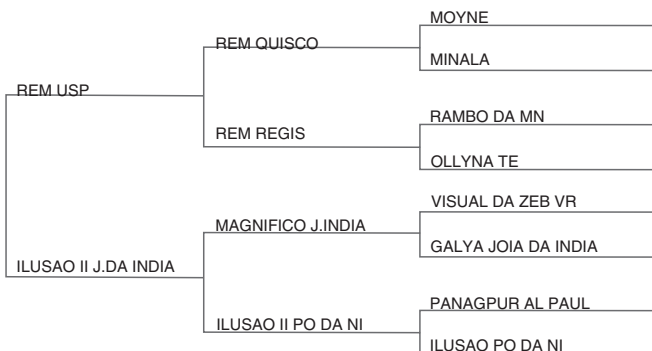 MOYNE
REM QUISCO
MINALA
REM USP
RAMBO DA MN
REM REGIS
OLLYNA TE
VISUAL DA ZEB VR
MAGNIFICO J.INDIA
GALYA JOIA DA INDIA
ILUSAO II J.DA INDIA
PANAGPUR AL PAUL
ILUSAO II PO DA NI
ILUSAO PO DA NI